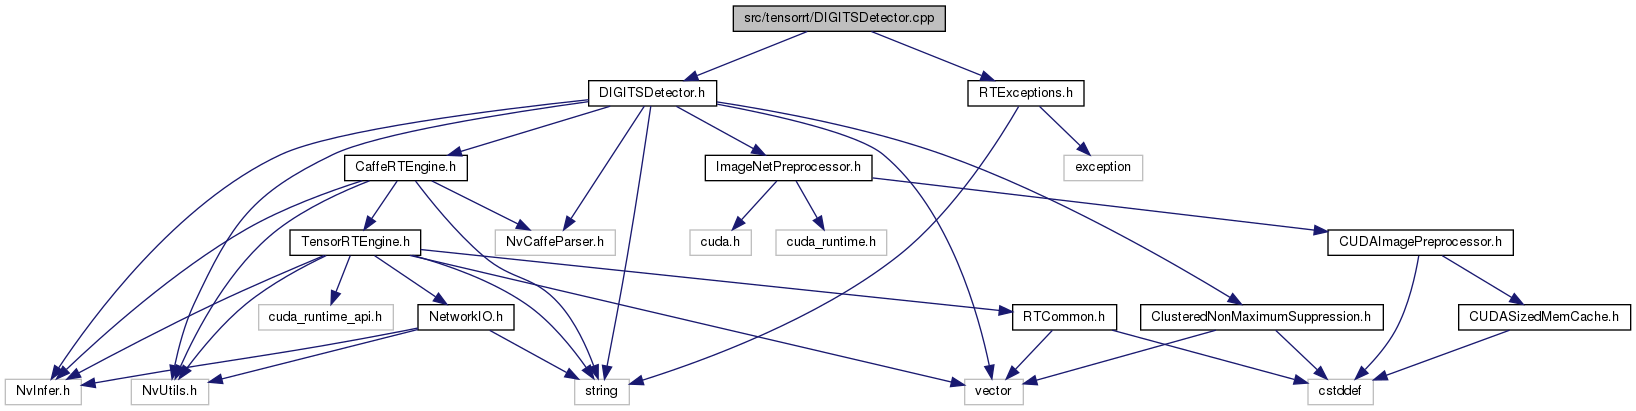 src/tensorrt/DIGITSDetector.cpp
DIGITSDetector.h
RTExceptions.h
CaffeRTEngine.h
ImageNetPreprocessor.h
exception
TensorRTEngine.h
NvCaffeParser.h
cuda.h
cuda_runtime.h
CUDAImagePreprocessor.h
cuda_runtime_api.h
NetworkIO.h
RTCommon.h
ClusteredNonMaximumSuppression.h
CUDASizedMemCache.h
NvInfer.h
NvUtils.h
string
vector
cstddef